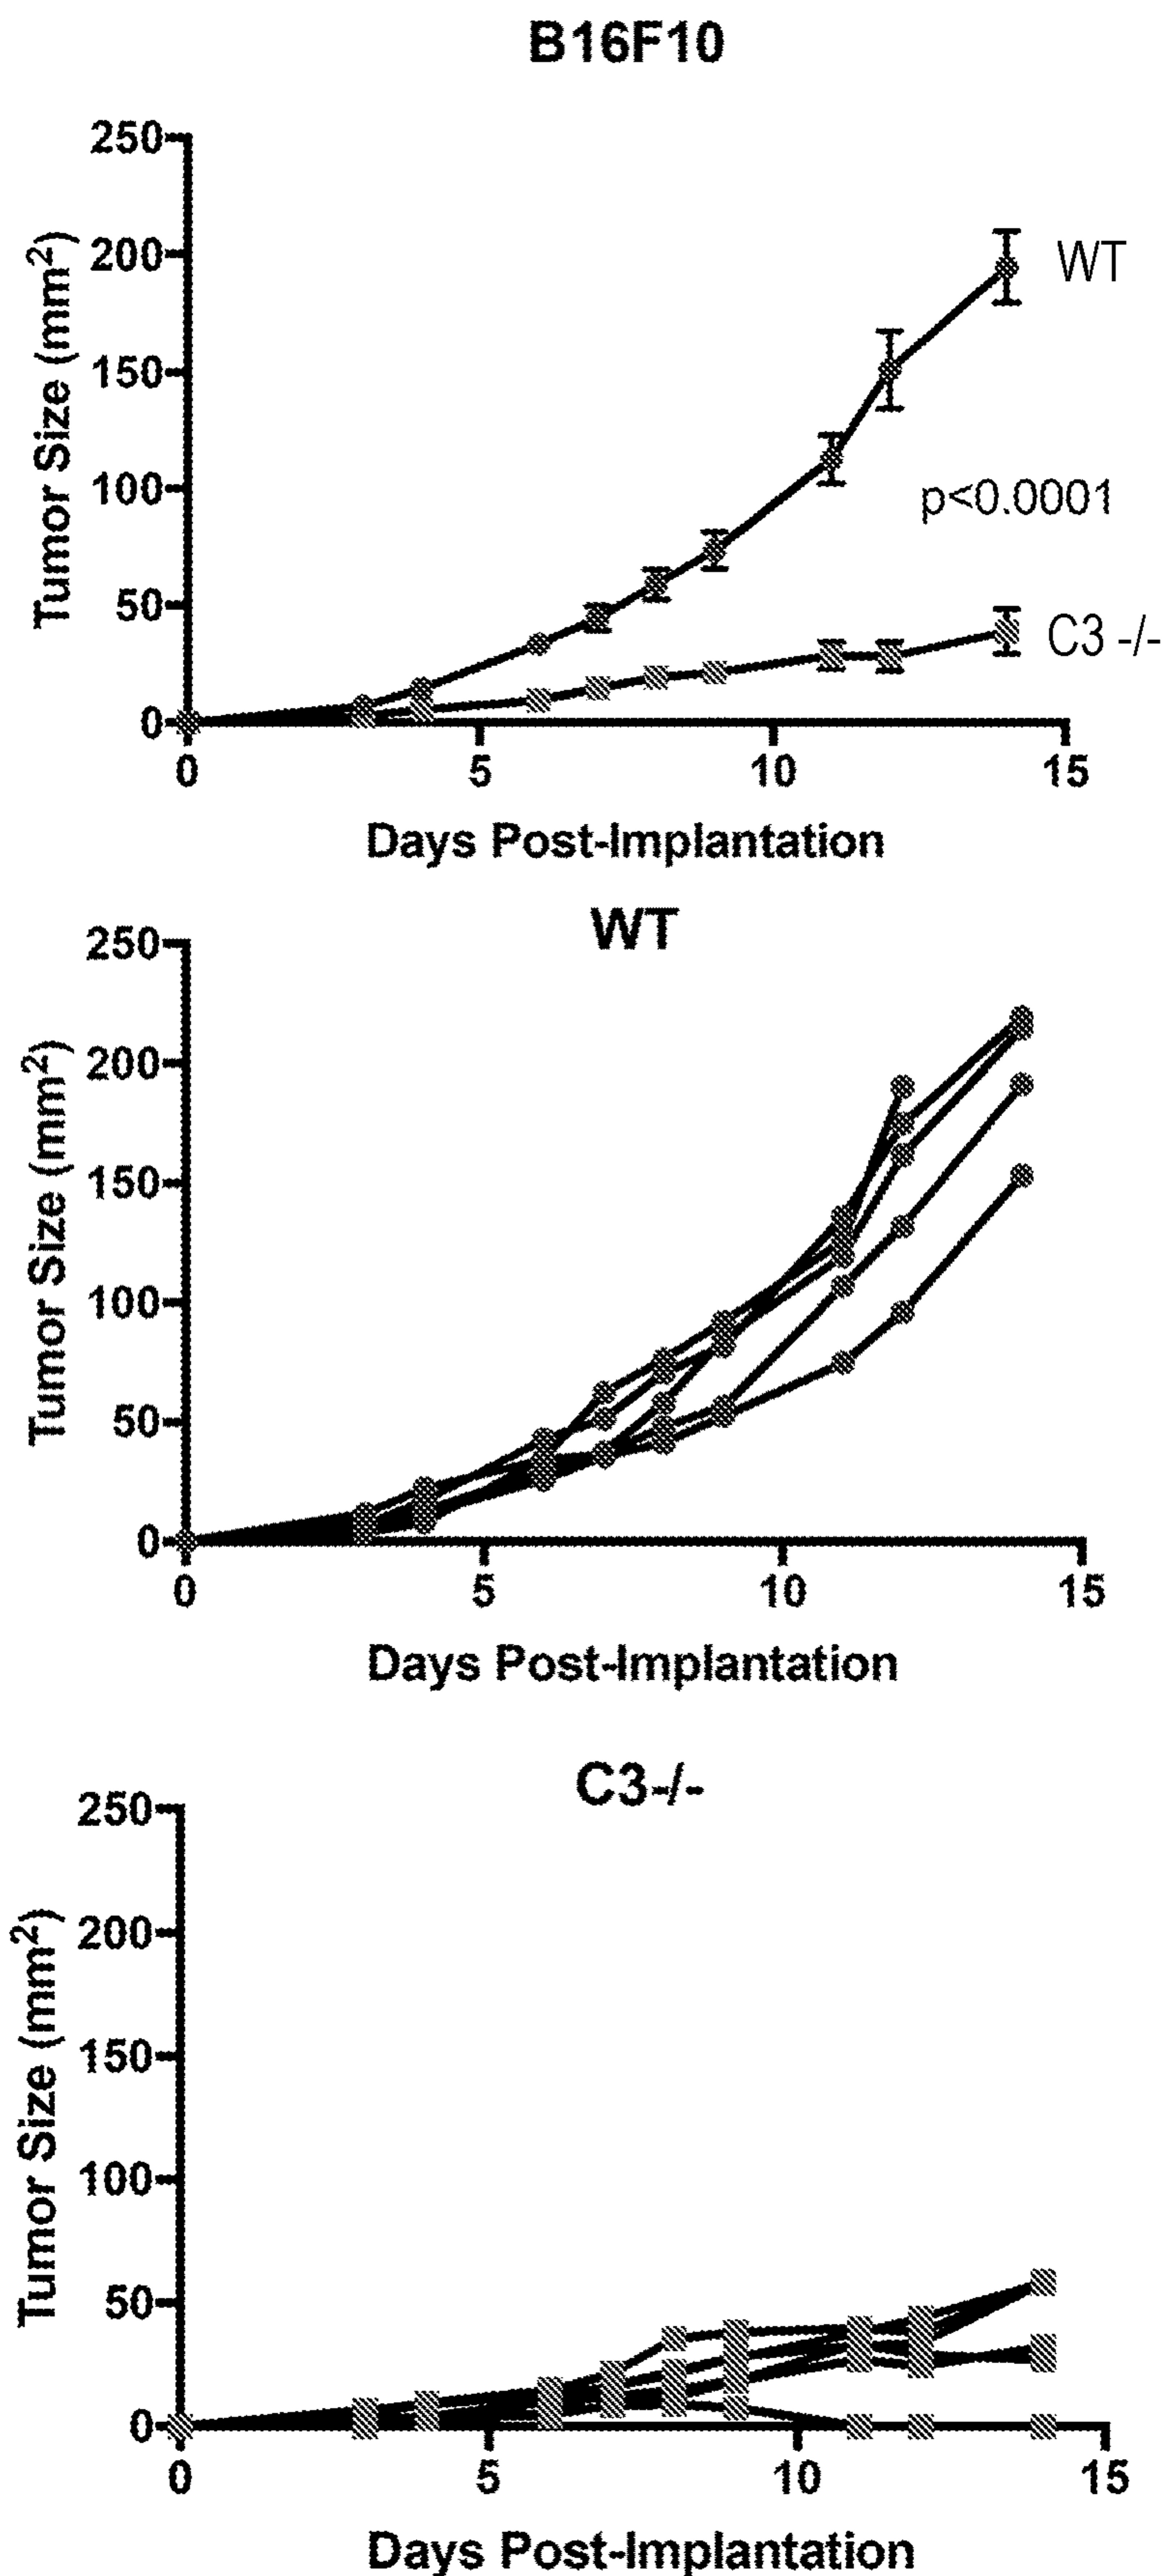 B16F10
250
200
150
100
50
0
Tumor Size (mm²)
WT
p<0.0001
C3 -/-
0 5 10 15
Days Post-Implantation
WT
250
200
150
100
50
0
Tumor Size (mm²)
0 5 10 15
Days Post-Implantation
C3-/-
250
200
150
100
50
0
Tumor Size (mm²)
0 5 10 15
Days Post-Implantation